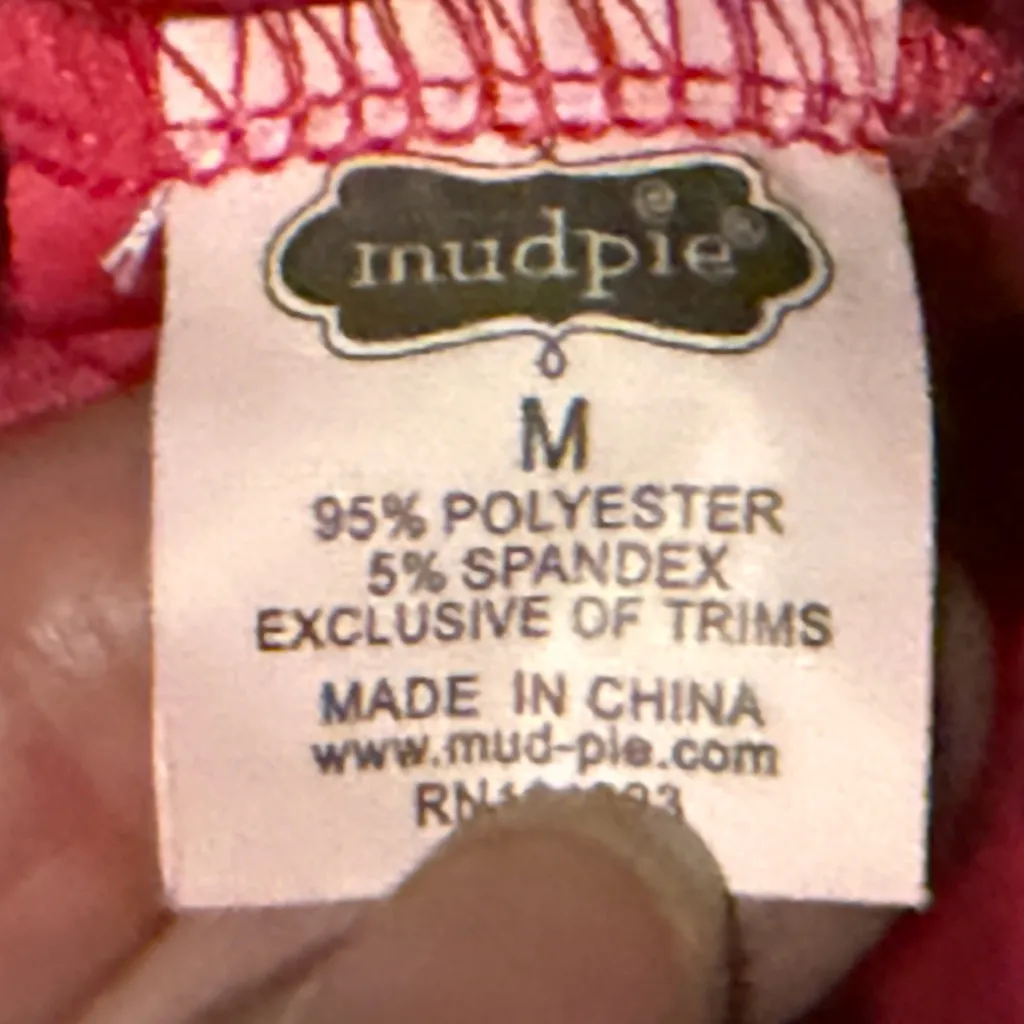 mudpie
M
95% POLYESTER
5% SPANDEX
EXCLUSIVE OF TRIMS
MADE IN CHINA
www.mud-pie.com